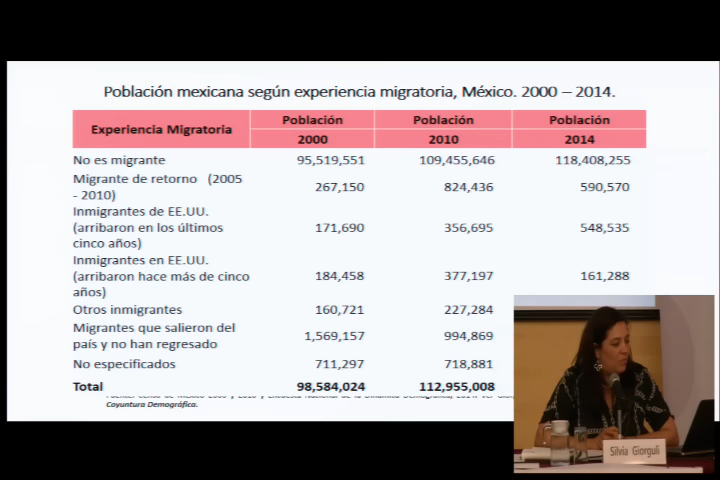 Población mexicana según experiencia migratoria, México. 2000 – 2014.
Experiencia Migratoria Población Población Población
2000 2010 2014
No es migrante 95,519,551 109,455,646 118,408,255
Migrante de retorno (2005
- 2010) 267,150 824,436 590,570
Inmigrantes de EE.UU.
(arribaron en los últimos 171,690 356,695 548,535
cinco años)
Inmigrantes en EE.UU.
(arribaron hace más de cinco 184,458 377,197 161,288
años)
Otros inmigrantes 160,721 227,284
Migrantes que salieron del
país y no han regresado 1,569,157 994,869
No especificados 711,297 718,881
Total 98,584,024 112,955,008
Coyuntura Demográfica.
Silvia Giorguli